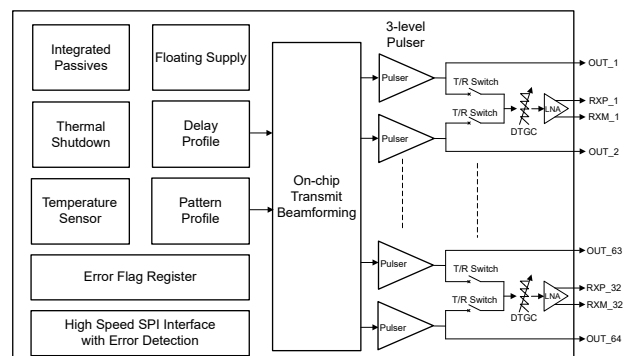 3-level
Pulser
Integrated
Passives
Floating Supply
Thermal
Shutdown
Delay
Profile
Temperature
Sensor
Pattern
Profile
Error Flag Register
High Speed SPI Interface
with Error Detection
On-chip
Transmit
Beamforming
Pulser
T/R Switch
T/R Switch
DTGC
LNA
OUT_1
RXP_1
RXM_1
Pulser
OUT_2
Pulser
T/R Switch
T/R Switch
DTGC
LNA
OUT_63
RXP_32
RXM_32
Pulser
OUT_64